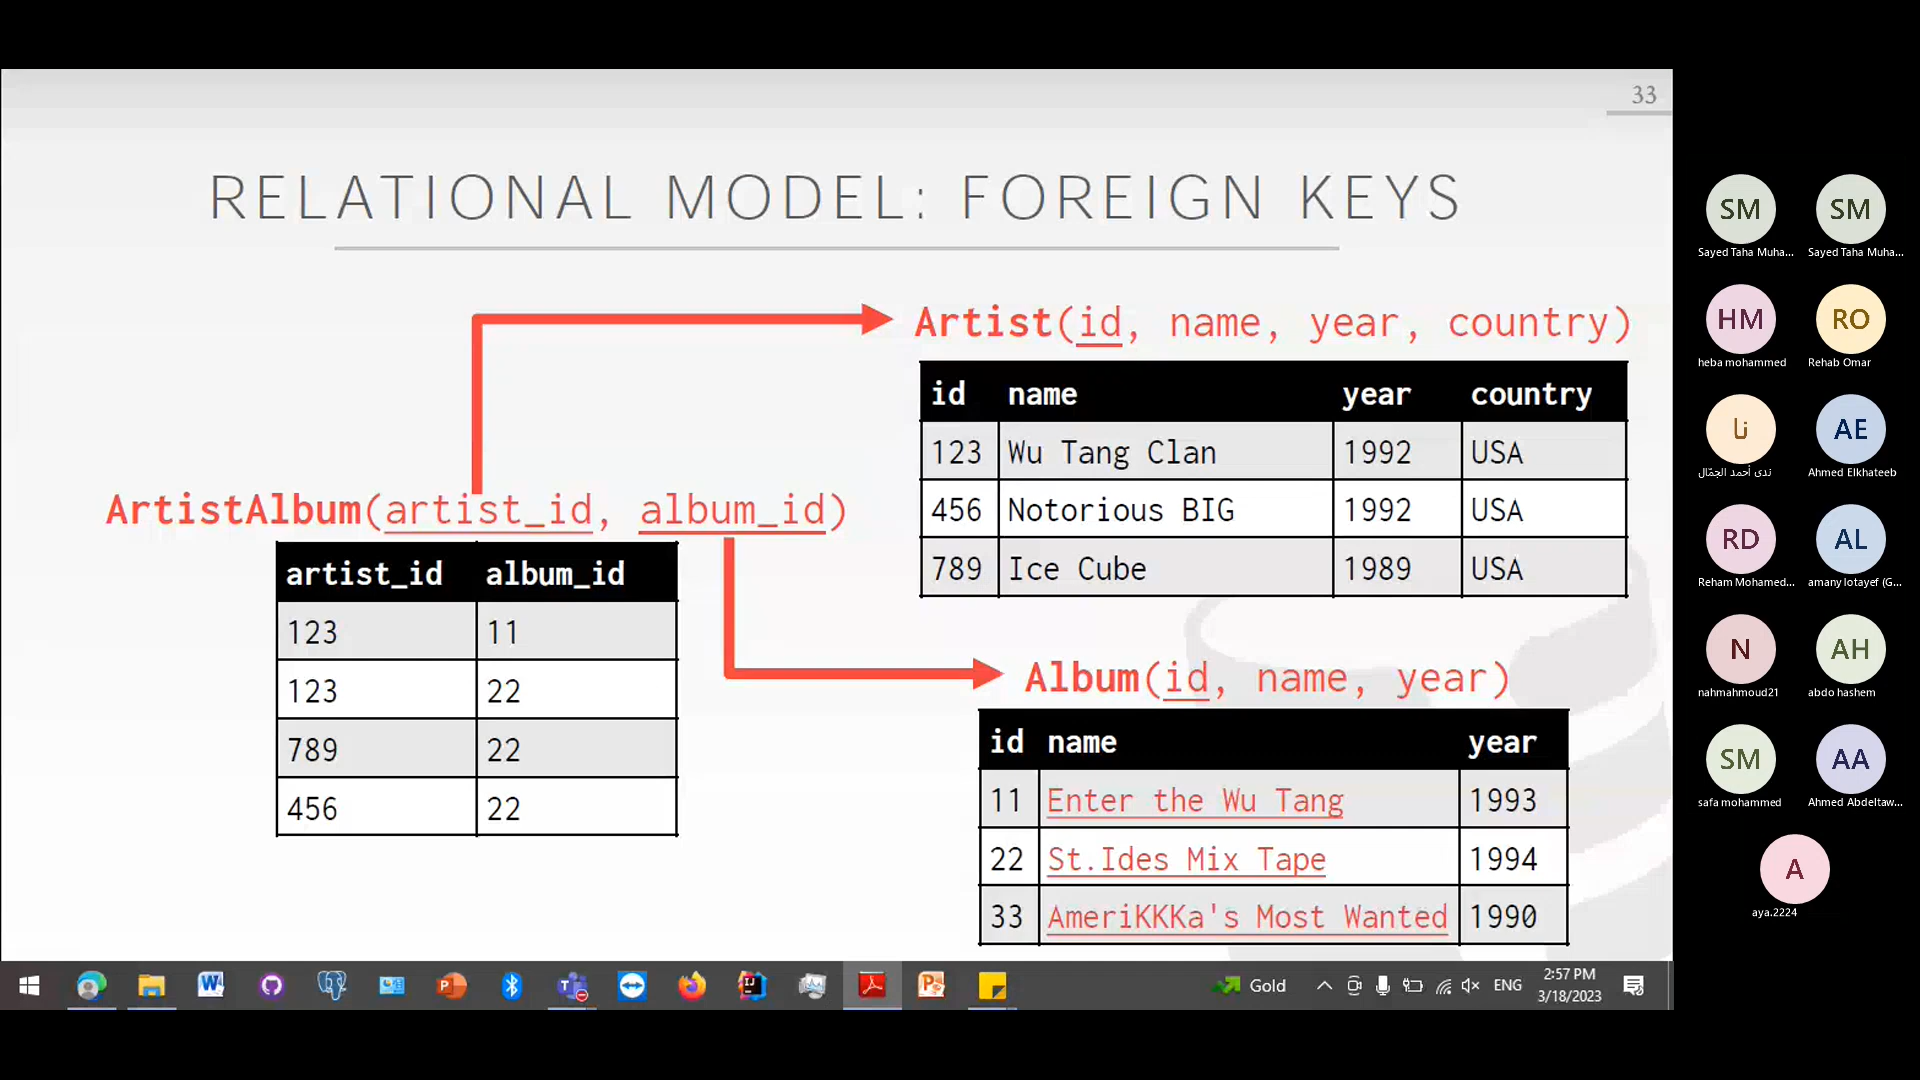 33
RELATIONAL MODEL: FOREIGN KEYS
Artist(id, name, year, country)
id name year country
123 Wu Tang Clan 1992 USA
456 Notorious BIG 1992 USA
789 Ice Cube 1989 USA
ArtistAlbum(artist_id, album_id)
artist_id album_id
123 11
123 22
789 22
456 22
Album(id, name, year)
id name year
11 Enter the Wu Tang 1993
22 St.Ides Mix Tape 1994
33 AmeriKKKa's Most Wanted 1990
SM SM
Sayed Taha Muha... Sayed Taha Muha...
HM RO
heba mohammed Rehab Omar
نا AE
ندى أحمد الجمّال Ahmed Elkhateeb
RD AL
Reham Mohamed... amany lotayef (G...
N AH
nahmahmoud21 abdo hashem
SM AA
safa mohammed Ahmed Abdeltaw...
A
aya.2224
Gold ENG 2:57 PM
3/18/2023